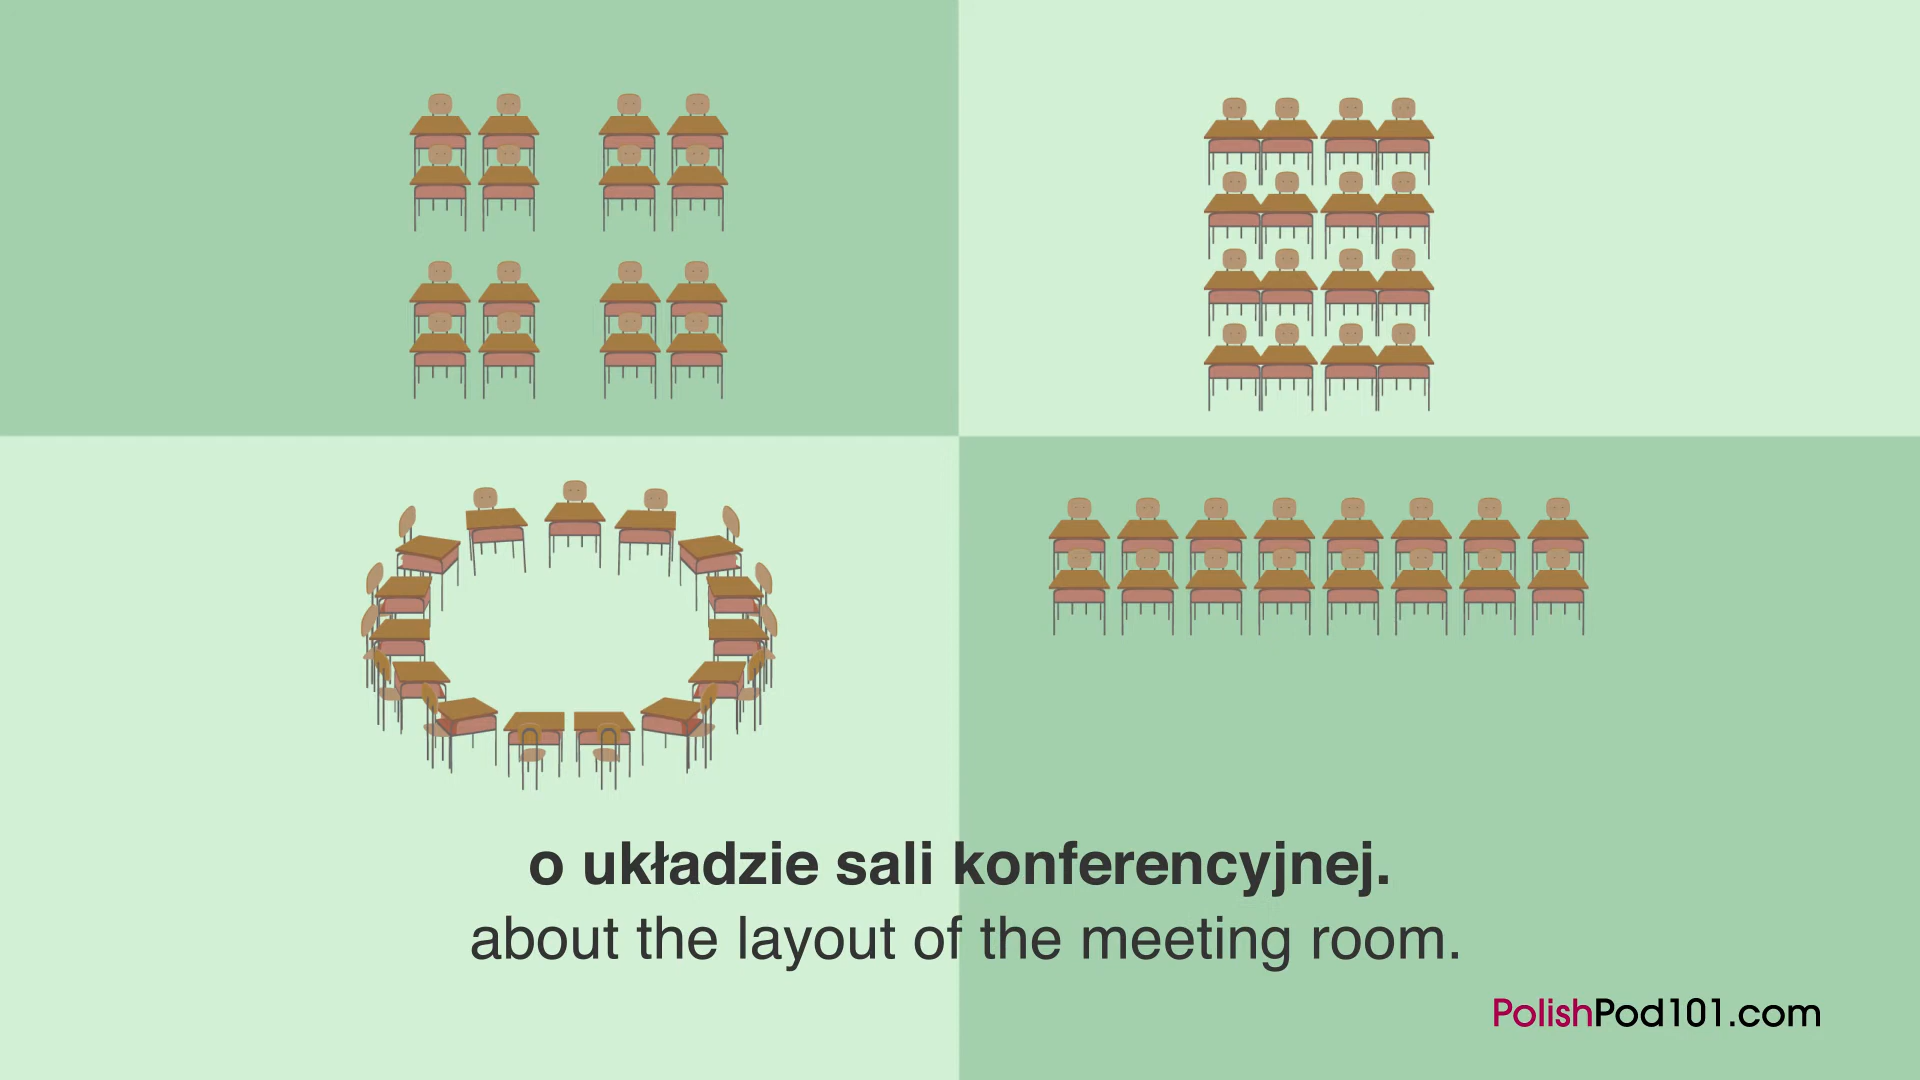 o układzie sali konferencyjnej.
about the layout of the meeting room.
PolishPod101.com